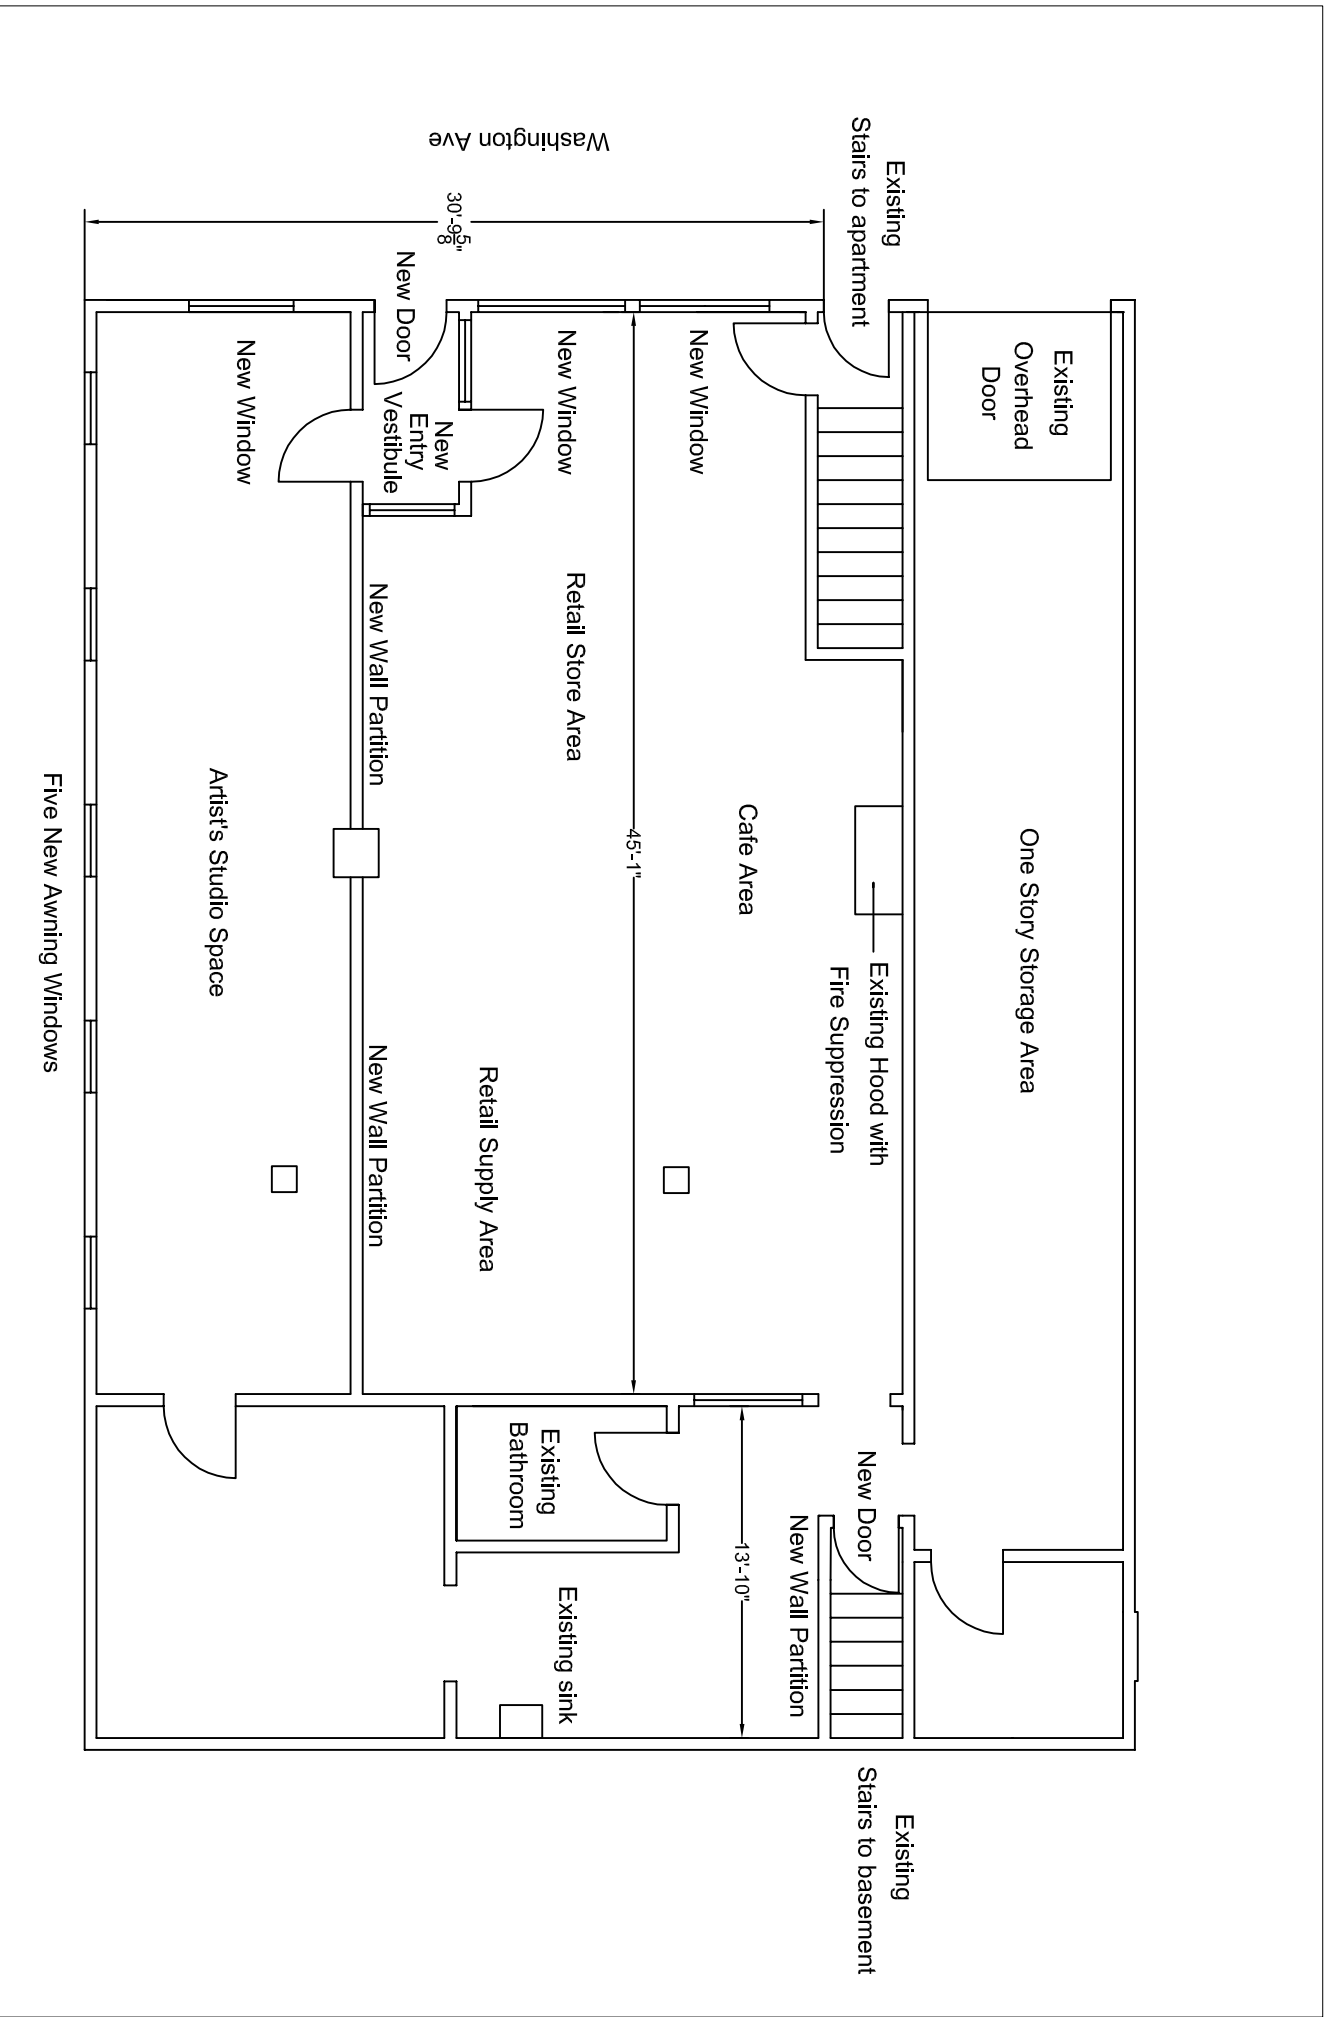 Washington Ave
30'-9 5/8"
Existing
Stairs to apartment
Existing
Overhead
Door
One Story Storage Area
Existing Hood with
Fire Suppression
Cafe Area
New Window
New Window
New Door
New
Entry
Vestibule
New Window
Retail Store Area
45'-1"
Retail Supply Area
New Wall Partition
New Wall Partition
Artist's Studio Space
Five New Awning Windows
New Door
New Wall Partition
13'-10"
Existing
Bathroom
Existing sink
Existing
Stairs to basement